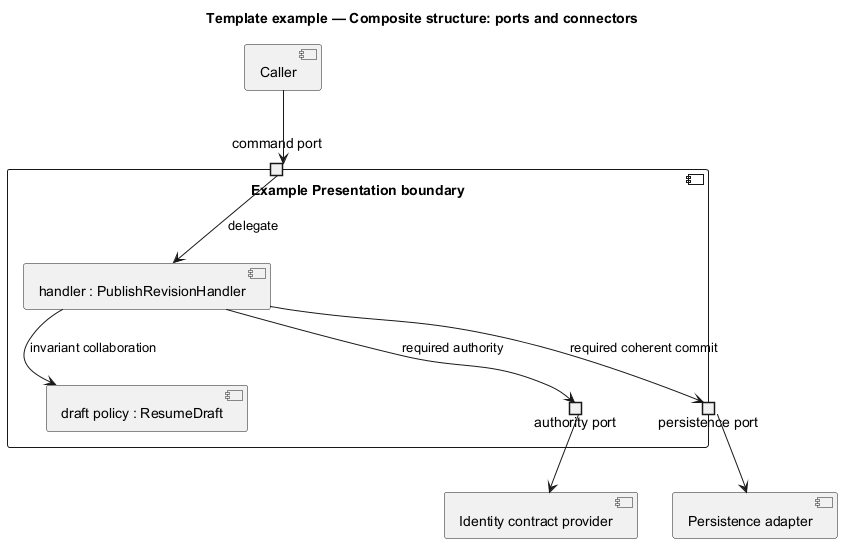 Template example — Composite structure: ports and connectors
Caller
command port
Example Presentation boundary
delegate
handler : PublishRevisionHandler
invariant collaboration
required authority
required coherent commit
draft policy : ResumeDraft
authority port
persistence port
Identity contract provider
Persistence adapter